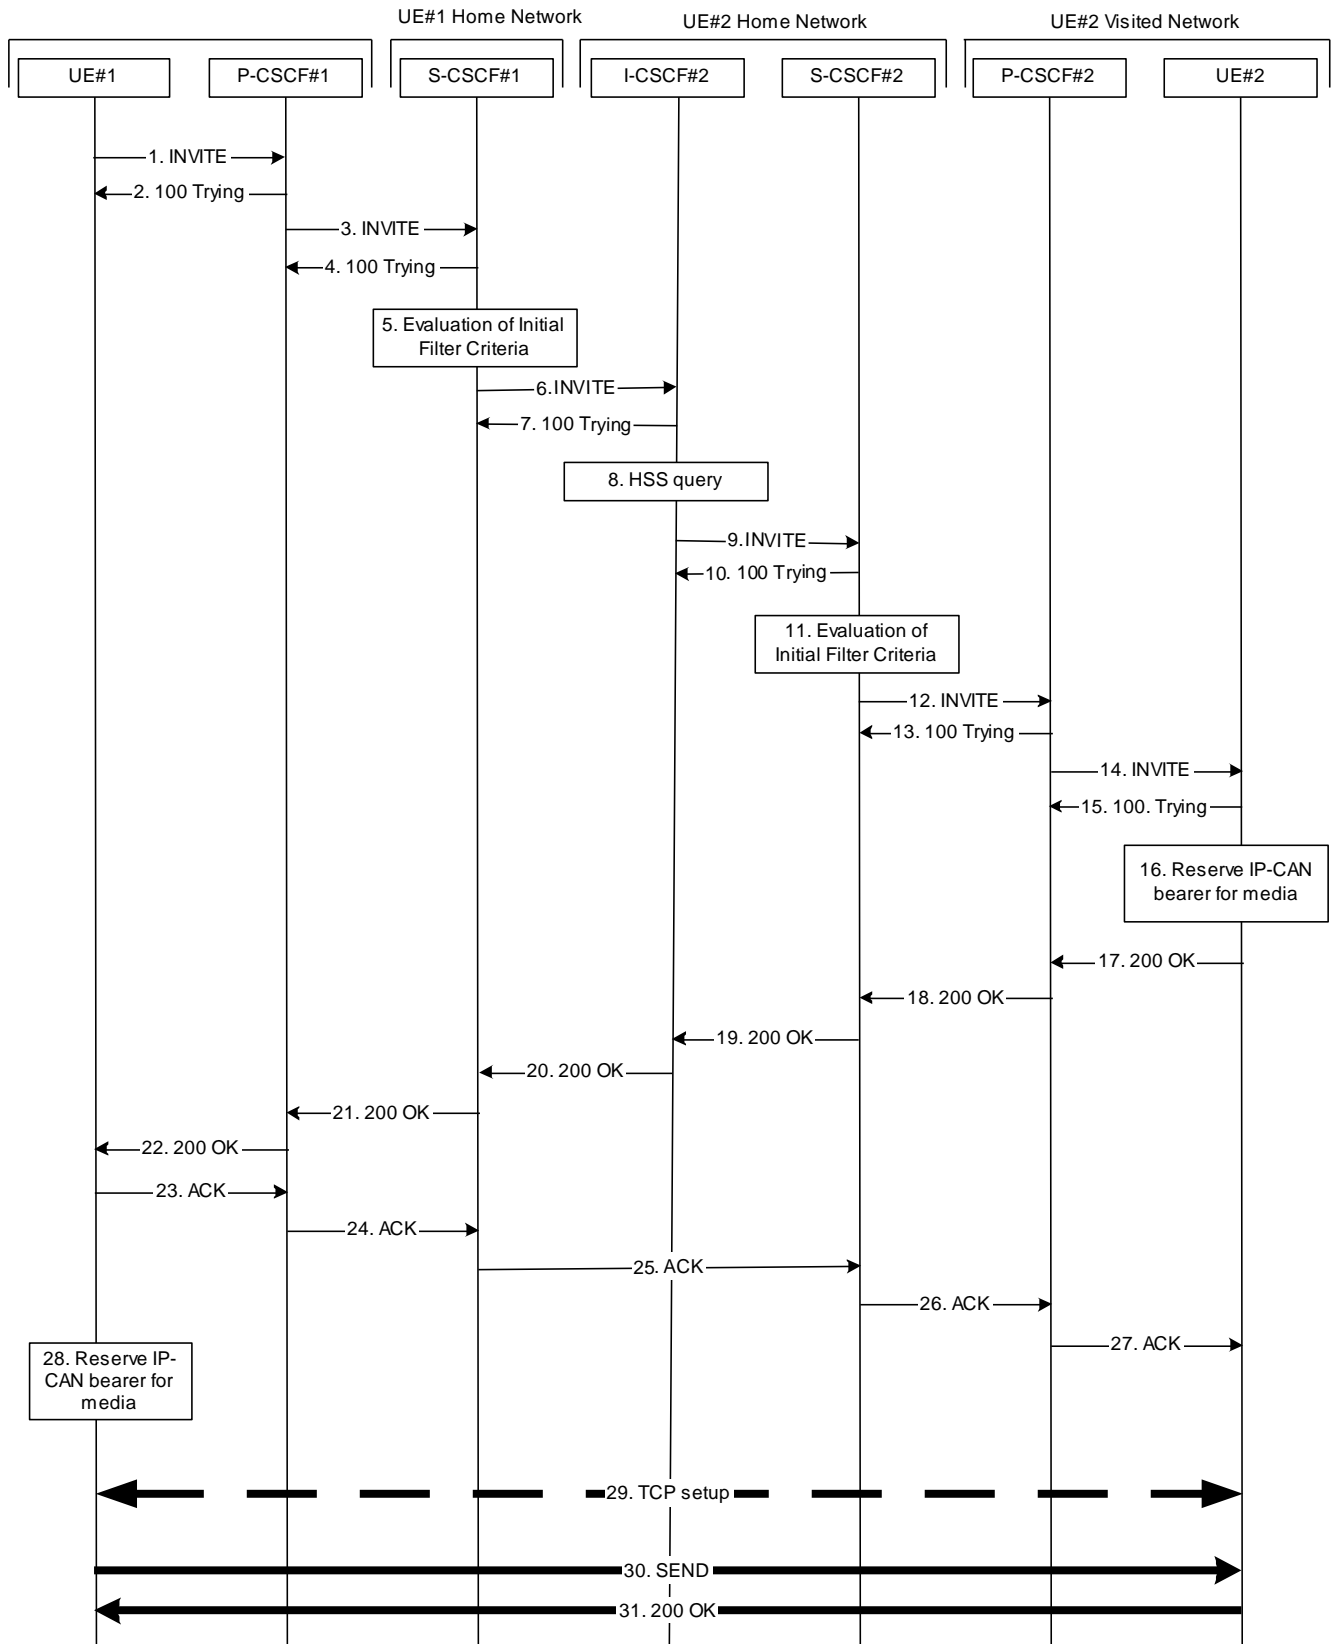 UE#1 Home Network
UE#2 Home Network
UE#2 Visited Network
UE#1
P-CSCF#1
S-CSCF#1
I-CSCF#2
S-CSCF#2
P-CSCF#2
UE#2
1. INVITE
2. 100 Trying
3. INVITE
4. 100 Trying
5. Evaluation of Initial
Filter Criteria
6.INVITE
7. 100 Trying
8. HSS query
9.INVITE
10. 100 Trying
11. Evaluation of
Initial Filter Criteria
12. INVITE
13. 100 Trying
14. INVITE
15. 100. Trying
16. Reserve IP-CAN
bearer for media
17. 200 OK
18. 200 OK
19. 200 OK
20. 200 OK
21. 200 OK
22. 200 OK
23. ACK
24. ACK
25. ACK
26. ACK
27. ACK
28. Reserve IP-
CAN bearer for
media
29. TCP setup
30. SEND
31. 200 OK